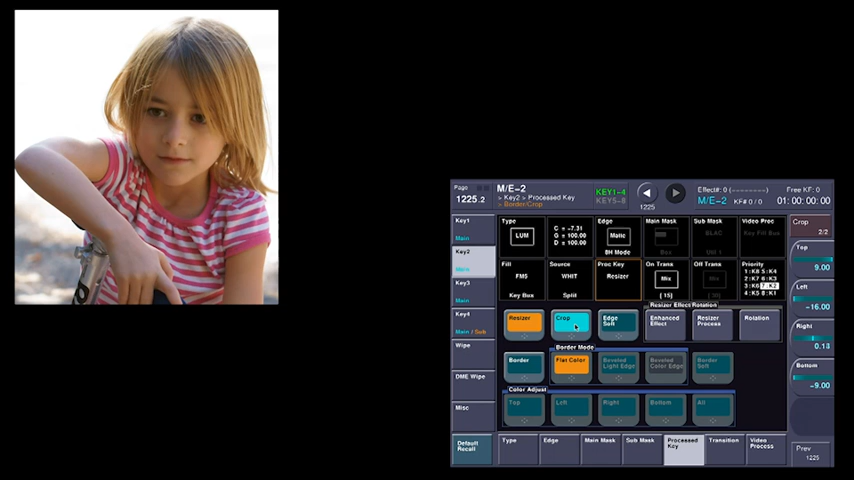 Page
1225.2
M/E-2
> Key2 > Processed Key
> Border/Crop
KEY1-4
KEY5-8
1225
Effect#: 0 (--------)
M/E-2
KF# 0 / 0
Free KF: 0
01:00:00:00
Key1
Main
Key2
Main
Key3
Main
Key4
Main / Sub
Wipe
DME Wipe
Misc
Default
Recall
Type
LUM
C = -7.31
G = 100.00
D = 100.00
Edge
Matte
8H Mode
Main Mask
Box
Sub Mask
BLAC
Video Proc
Key Fill Bus
Fill
FM5
Key Bus
Source
WHIT
Split
Proc Key
Resizer
On Trans
Mix
[ 15]
Off Trans
Mix
Priority
1:K8 5:K4
2:K7 6:K3
3:K6 7:K2
4:K5 8:K1
Resizer
Crop
Edge
Soft
Resizer Effect Rotation
Enhanced
Effect
Resizer
Process
Rotation
Border Mode
Border
Flat Color
Beveled
Light Edge
Beveled
Color Edge
Border
Soft
Color Adjust
Top
Left
Right
Bottom
All
Type
Edge
Main Mask
Sub Mask
Processed
Key
Transition
Video
Process
Crop
2/2
Top
9.00
Left
-16.00
Right
0.18
Bottom
-9.00
Prev
1225